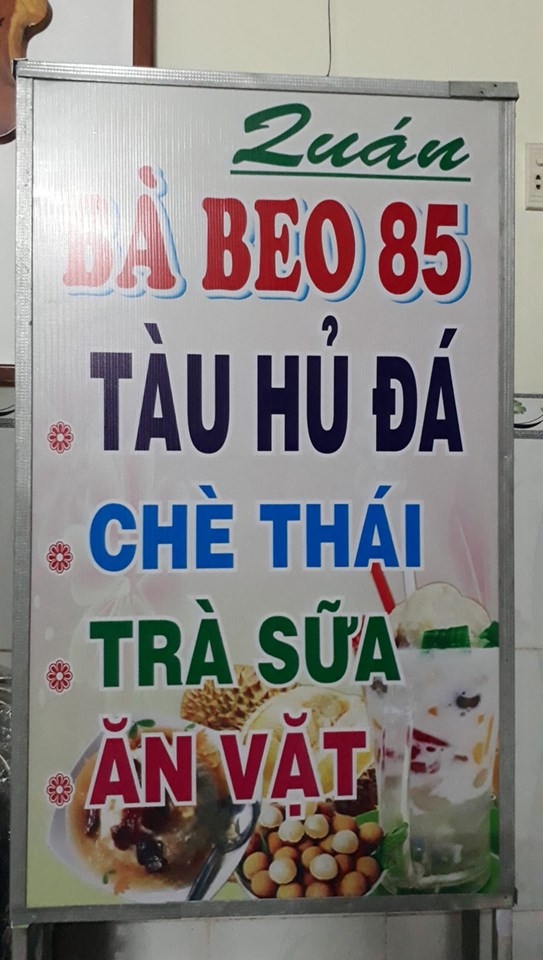 Quán
BÀ BEO 85
TÀU HỦ ĐÁ
CHÈ THÁI
TRÀ SỮA
ĂN VẶT